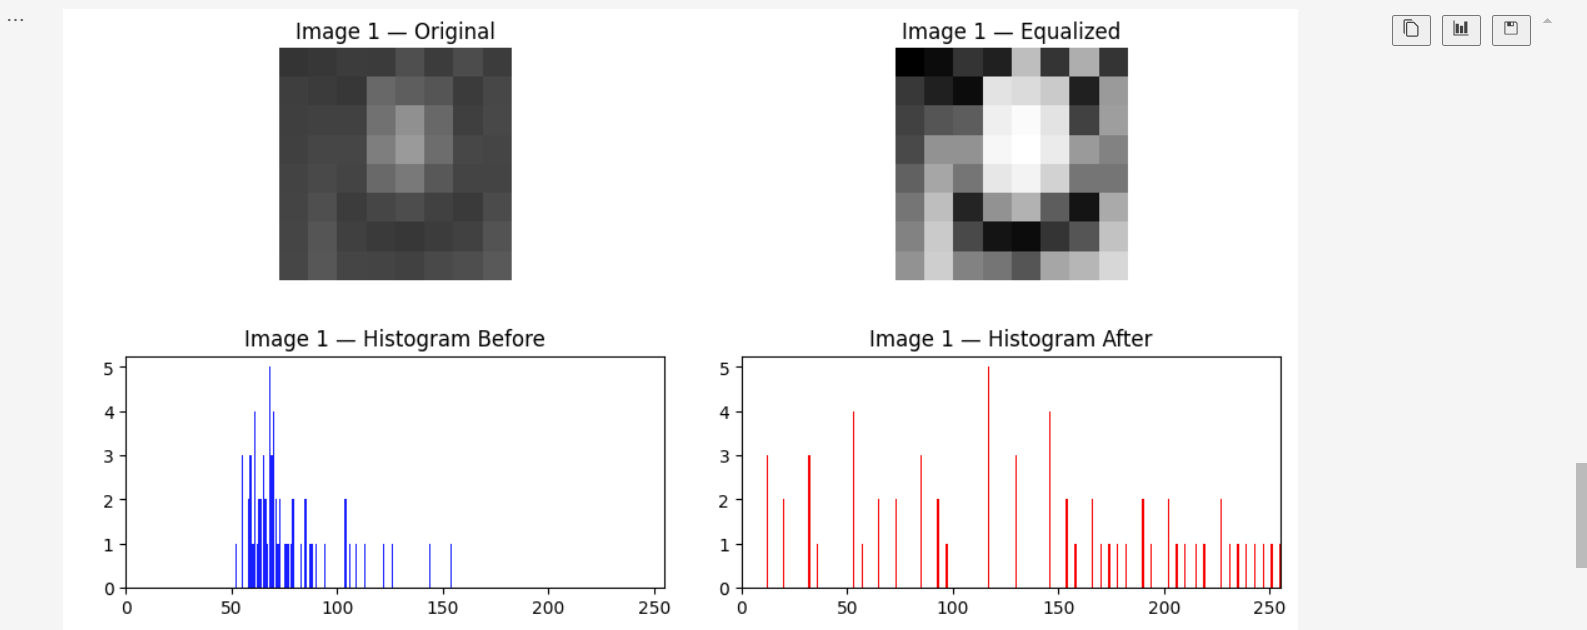 ...
Image 1 — Original
Image 1 — Equalized
Image 1 — Histogram Before
5
4
3
2
1
0
0 50 100 150 200 250
Image 1 — Histogram After
5
4
3
2
1
0
0 50 100 150 200 250